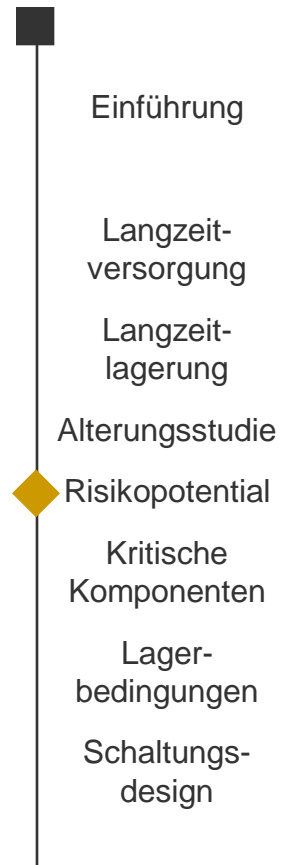 Einführung
Langzeit-
versorgung
Langzeit-
lagerung
Alterungsstudie
Risikopotential
Kritische
Komponenten
Lager-
bedingungen
Schaltungs-
design